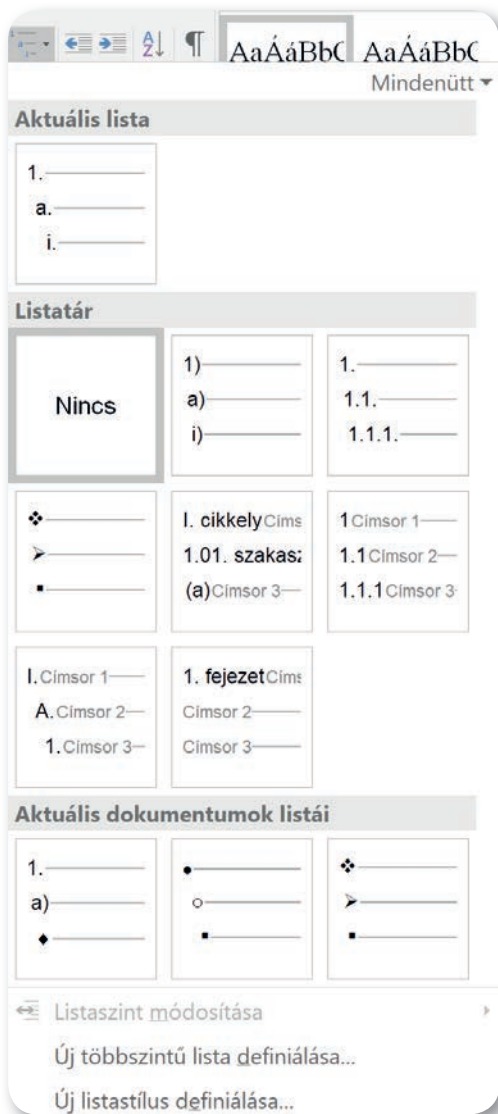 AaÁáBbC AaÁáBbC
Mindenütt
Aktuális lista
1.
a.
i.
Listatár
Nincs
1)
a)
i)
1.
1.1.
1.1.1.
I. cikkely Címs
1.01. szakasz
(a) Címsor 3
1 Címsor 1
1.1 Címsor 2
1.1.1 Címsor 3
I. Címsor 1
A. Címsor 2
1. Címsor 3
1. fejezet Címs
Címsor 2
Címsor 3
Aktuális dokumentumok listái
1.
a)
Listaszint módosítása
Új többszintű lista definiálása...
Új listastílus definiálása...